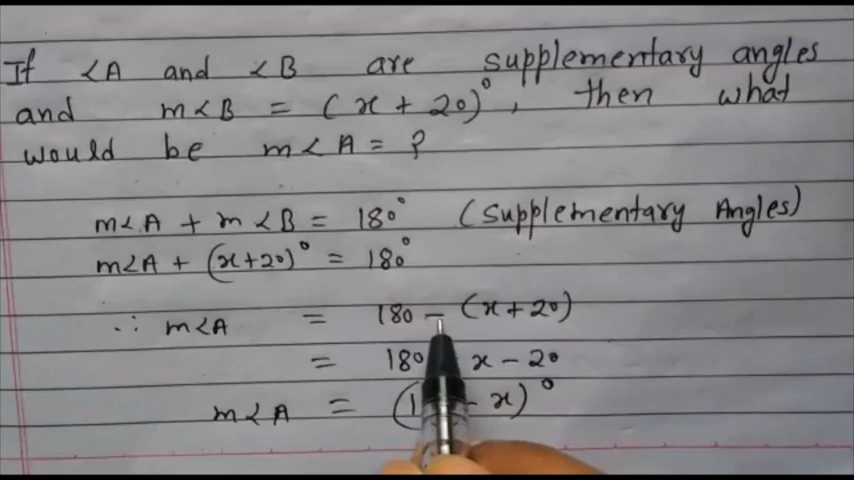 If ∠A and ∠B are supplementary angles
and m∠B = (x + 20)°, then what
would be m∠A = ?
m∠A + m∠B = 180° (Supplementary Angles)
m∠A + (x+20)° = 180°
∴ m∠A = 180 - (x+20)
= 180 x - 20
m∠A = (1 - x)°